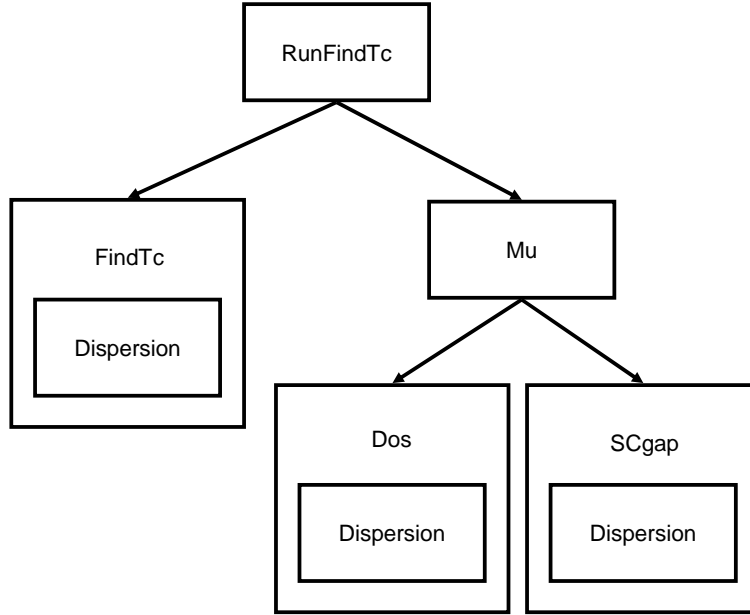 RunFindTc
FindTc
Mu
Dispersion
Dos
SCgap
Dispersion
Dispersion